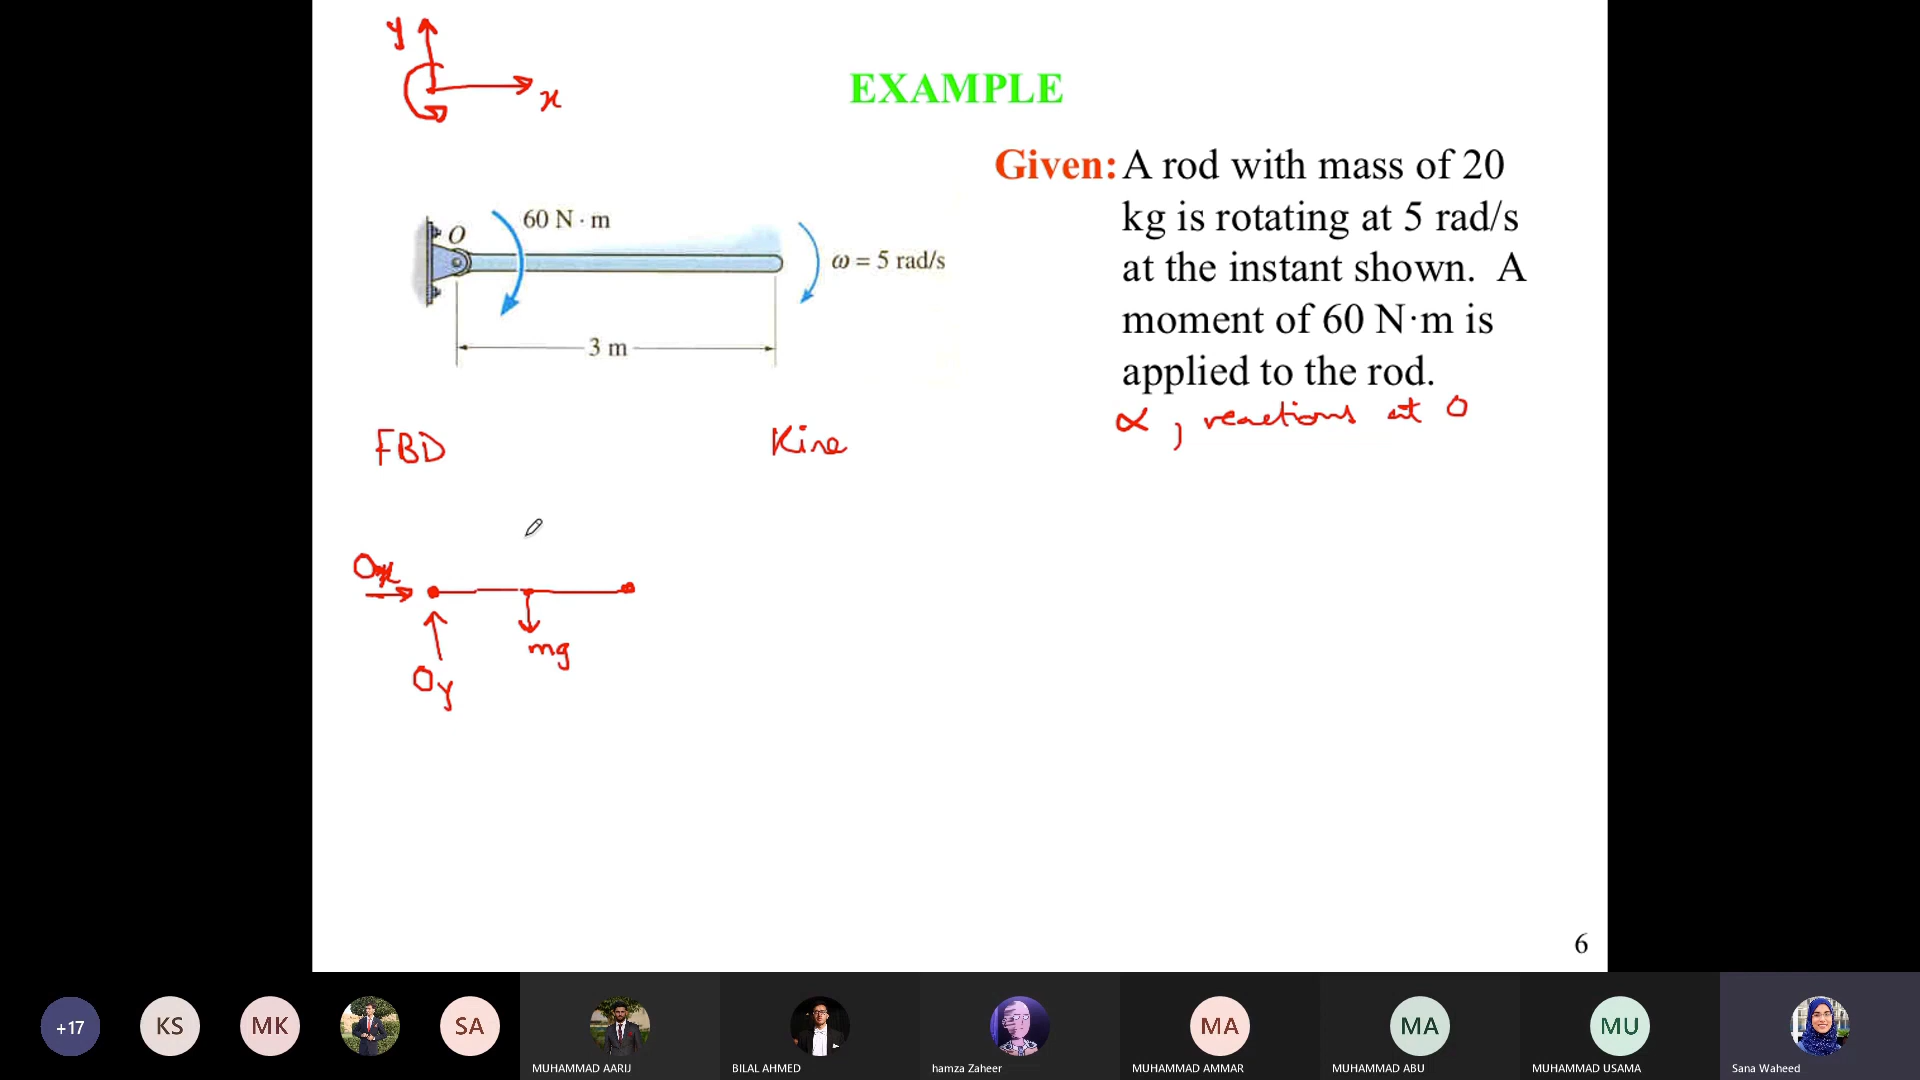 y
x
EXAMPLE
Given: A rod with mass of 20
kg is rotating at 5 rad/s
at the instant shown. A
moment of 60 N·m is
applied to the rod.
α , reactions at O
60 N · m
O
ω = 5 rad/s
3 m
FBD
Kine
Ox
mg
Oy
6
+17
KS
MK
SA
MUHAMMAD AARIJ
BILAL AHMED
hamza Zaheer
MA
MUHAMMAD AMMAR
MA
MUHAMMAD ABU
MU
MUHAMMAD USAMA
Sana Waheed